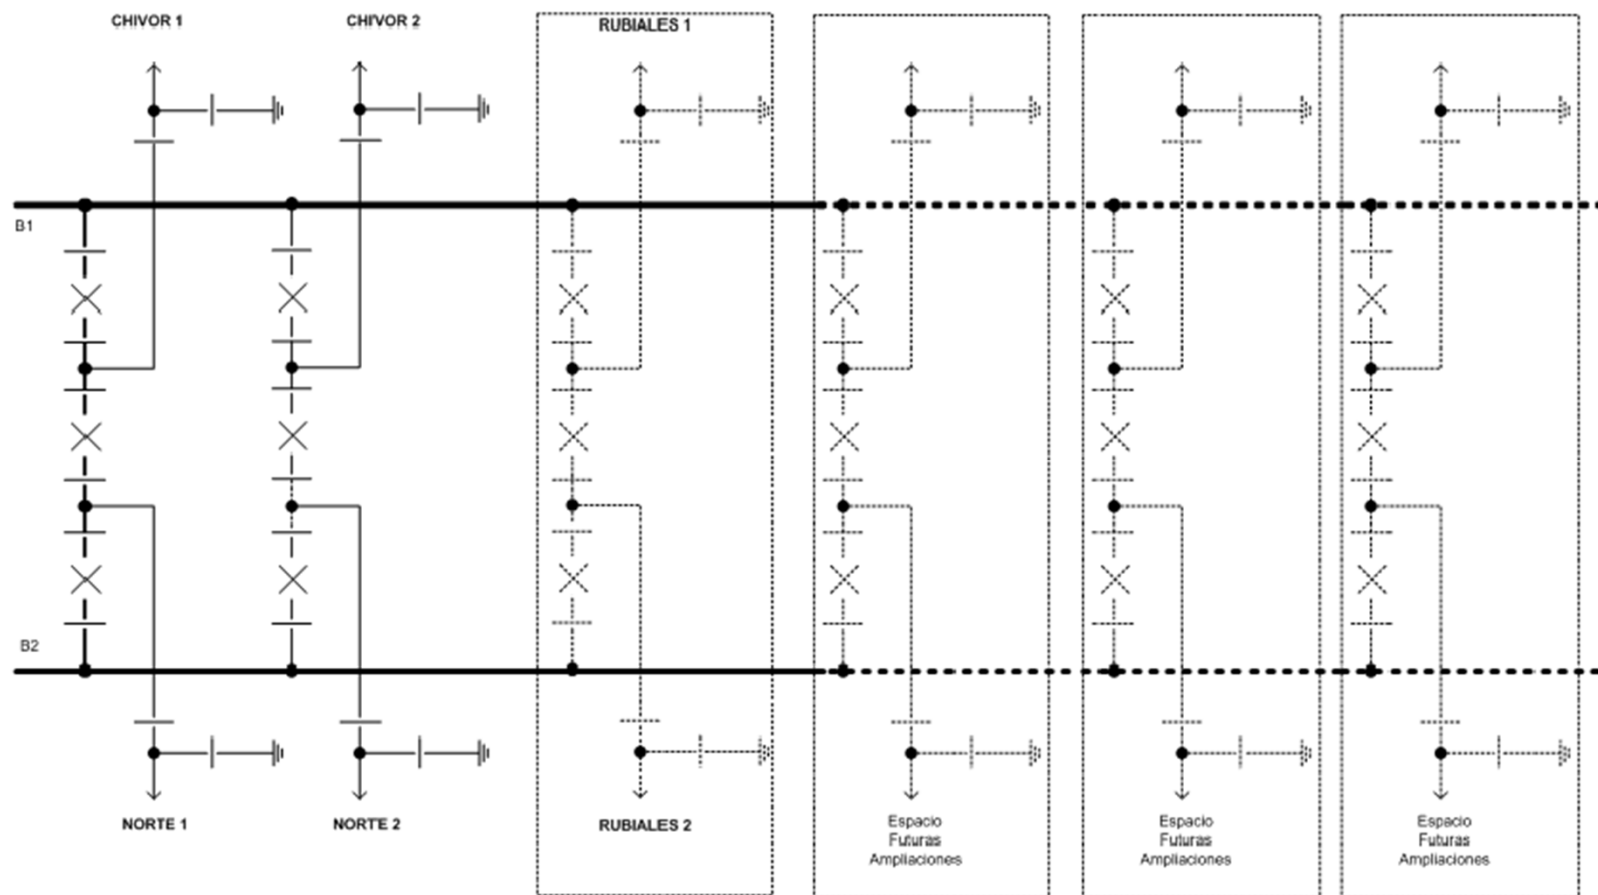 CHIVOR 1
CHIVOR 2
RUBIALES 1
B1
B2
NORTE 1
NORTE 2
RUBIALES 2
Espacio
Futuras
Ampliaciones
Espacio
Futuras
Ampliaciones
Espacio
Futuras
Ampliaciones